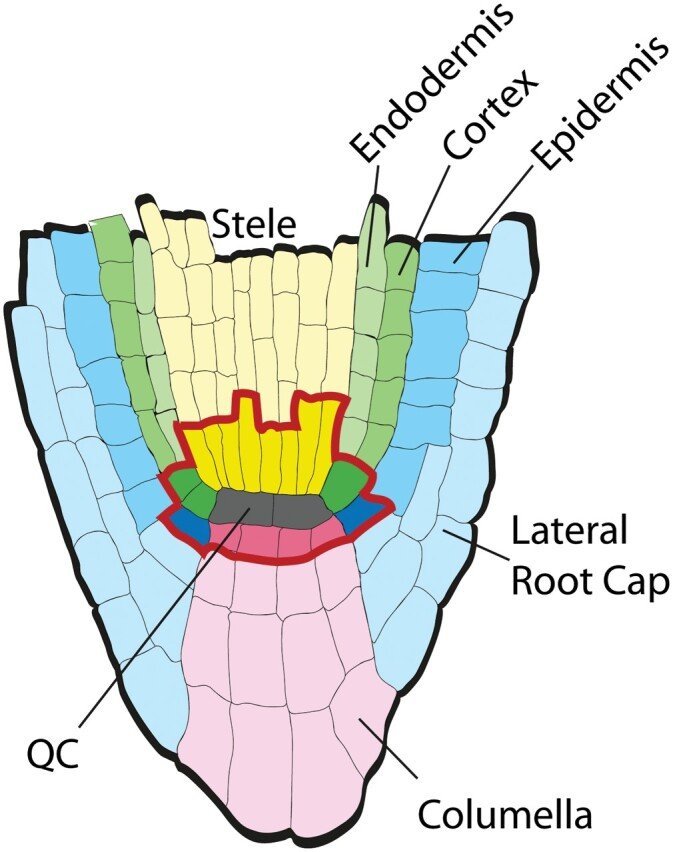 Endodermis
Cortex
Epidermis
Stele
Lateral
Root Cap
QC
Columella